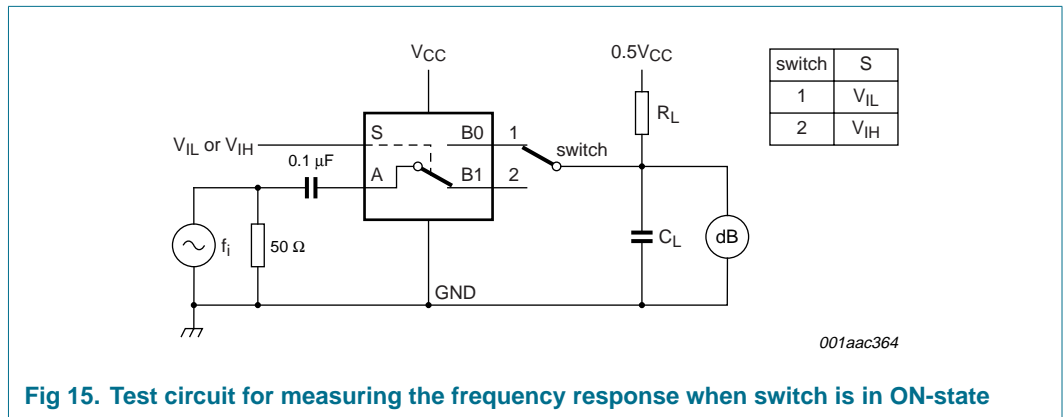 VCC
0.5VCC
switch S
1 VIL
2 VIH
RL
S B0 1
VIL or VIH
switch
0.1 μF
A B1 2
fi
50 Ω
CL
dB
GND
001aac364
Fig 15. Test circuit for measuring the frequency response when switch is in ON-state